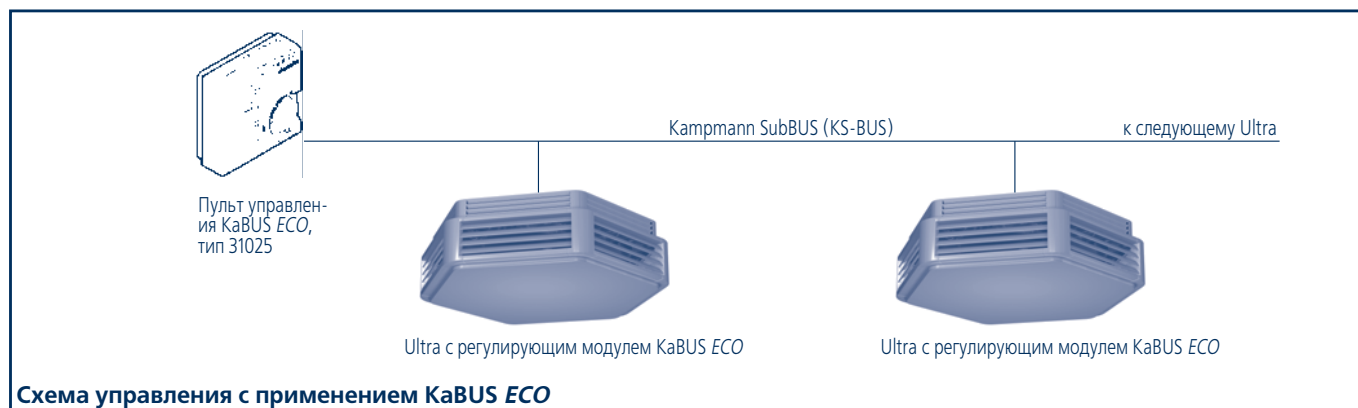 Kampmann SubBUS (KS-BUS)
к следующему Ultra
Пульт управлен-
ия KaBUS ECO,
тип 31025
Ultra с регулирующим модулем KaBUS ECO
Ultra с регулирующим модулем KaBUS ECO
Схема управления с применением KaBUS ECO